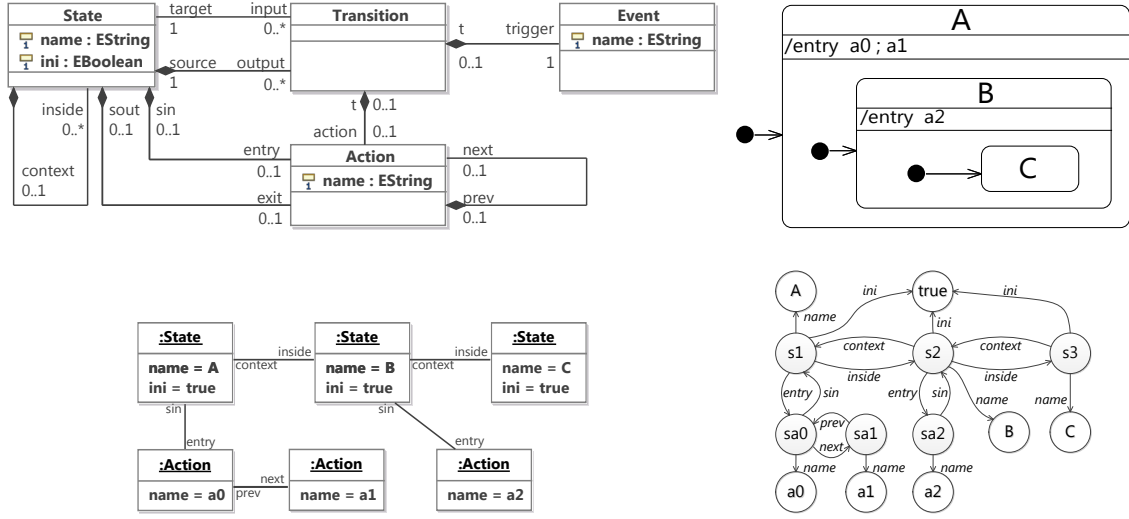 State
name : EString
ini : EBoolean
target
1
input
0..*
source
1
output
0..*
Transition
t
0..1
trigger
1
Event
name : EString
inside
0..*
context
0..1
sout
0..1
sin
0..1
t
0..1
action
0..1
entry
0..1
exit
0..1
Action
name : EString
next
0..1
prev
0..1
A
/entry a0 ; a1
B
/entry a2
C
:State
name = A
ini = true
inside
context
:State
name = B
ini = true
inside
context
:State
name = C
ini = true
sin
entry
sin
entry
:Action
name = a0
next
prev
:Action
name = a1
:Action
name = a2
A
true
ini
ini
name
ini
s1
context
s2
context
s3
inside
inside
entry
sin
entry
sin
name
name
sa0
prev
next
sa1
sa2
B
C
name
name
name
a0
a1
a2